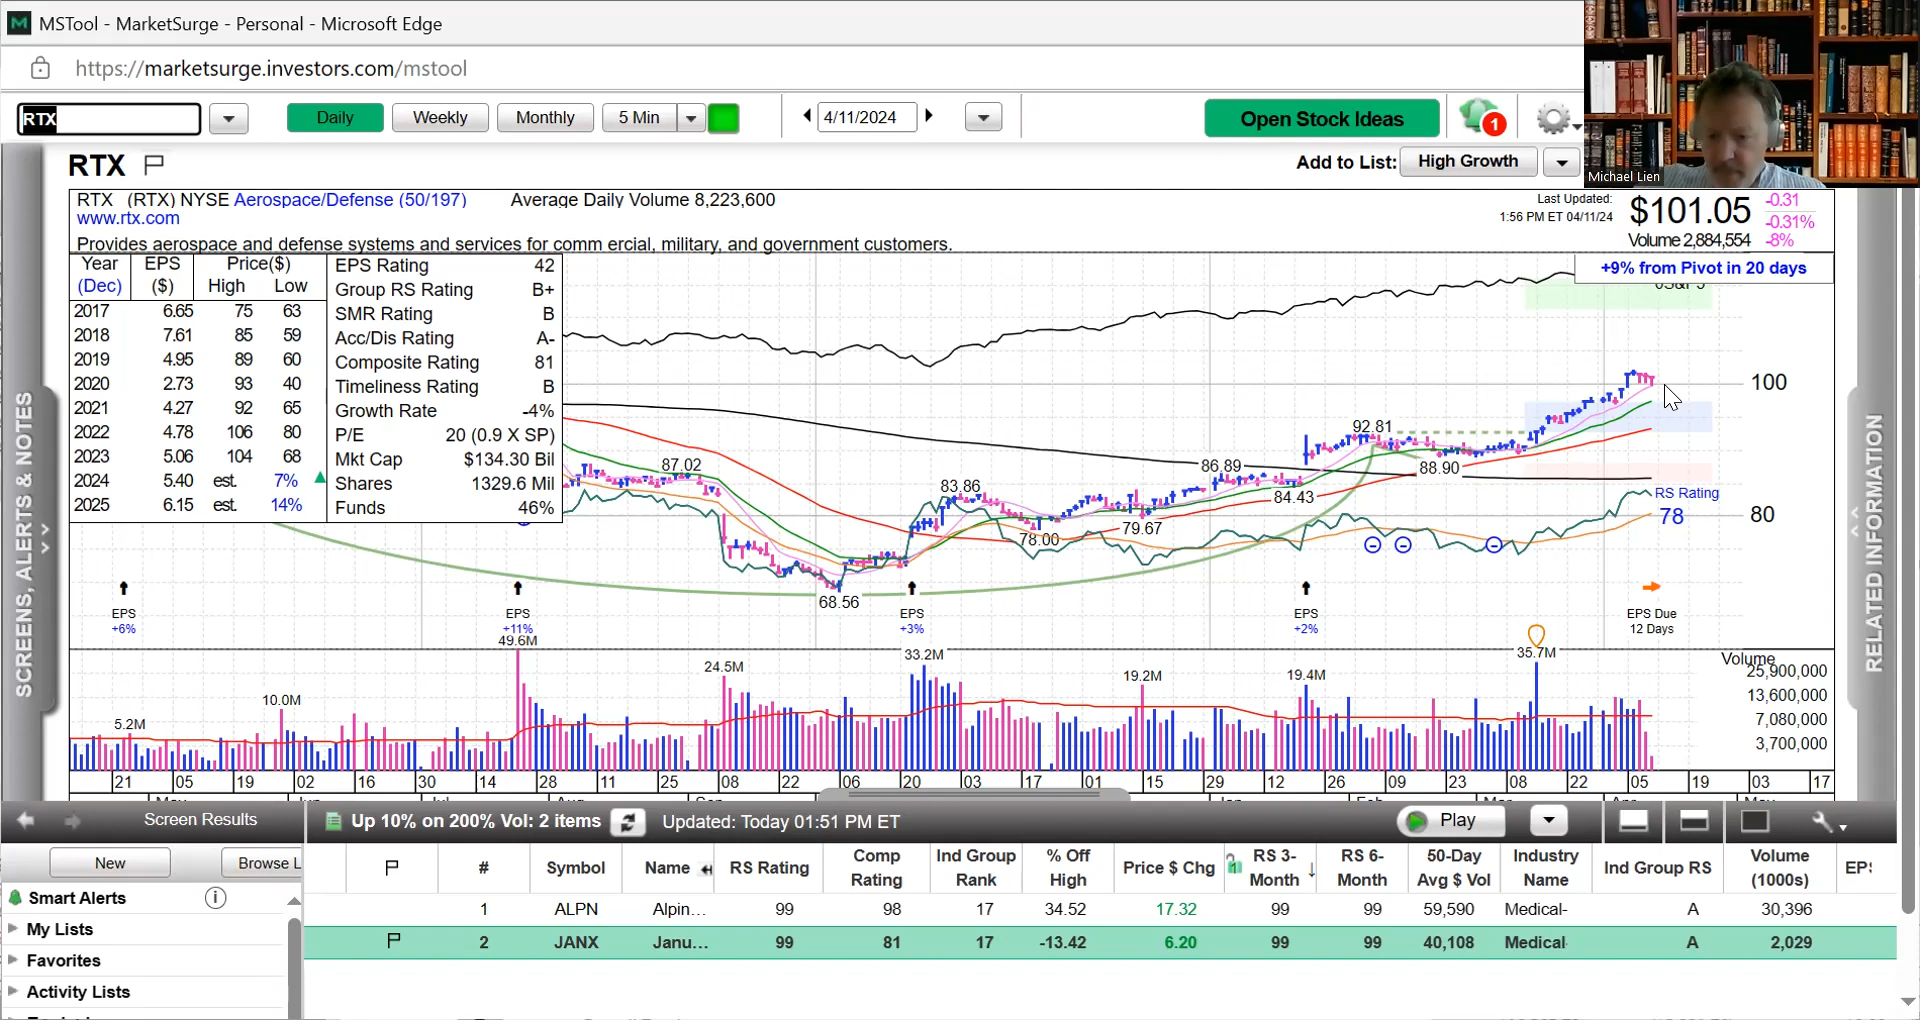 MSTool - MarketSurge - Personal - Microsoft Edge
https://marketsurge.investors.com/mstool
RTX
Daily
Weekly
Monthly
5 Min
4/11/2024
Open Stock Ideas
1
Michael Lien
RTX
Add to List:
High Growth
RTX (RTX) NYSE Aerospace/Defense (50/197) Average Daily Volume 8,223,600
www.rtx.com
Provides aerospace and defense systems and services for comm ercial, military, and government customers.
Last Updated:
1:56 PM ET 04/11/24
$101.05
-0.31
-0.31%
Volume 2,884,554 -8%
+9% from Pivot in 20 days
Year EPS Price($)
(Dec) ($) High Low
2017 6.65 75 63
2018 7.61 85 59
2019 4.95 89 60
2020 2.73 93 40
2021 4.27 92 65
2022 4.78 106 80
2023 5.06 104 68
2024 5.40 est. 7%
2025 6.15 est. 14%
EPS Rating 42
Group RS Rating B+
SMR Rating B
Acc/Dis Rating A-
Composite Rating 81
Timeliness Rating B
Growth Rate -4%
P/E 20 (0.9 X SP)
Mkt Cap $134.30 Bil
Shares 1329.6 Mil
Funds 46%
100
80
87.02
68.56
83.86
78.00
79.67
86.89
84.43
92.81
88.90
RS Rating
78
EPS
+6%
EPS
+11%
EPS
+3%
EPS
+2%
EPS Due
12 Days
5.2M
10.0M
49.6M
24.5M
33.2M
19.2M
19.4M
35.7M
Volume
25,900,000
13,600,000
7,080,000
3,700,000
21 05 19 02 16 30 14 28 11 25 08 22 06 20 03 17 01 15 29 12 26 09 23 08 22 05 19 03 17
SCREENS, ALERTS & NOTES
RELATED INFORMATION
Screen Results
Up 10% on 200% Vol: 2 items
Updated: Today 01:51 PM ET
Play
New
Browse L
Smart Alerts
My Lists
Favorites
Activity Lists
# Symbol Name RS Rating Comp Rating Ind Group Rank % Off High Price $ Chg 1 RS 3-Month RS 6-Month 50-Day Avg $ Vol Industry Name Ind Group RS Volume (1000s) EPS
1 ALPN Alpin... 99 98 17 34.52 17.32 99 99 59,590 Medical- A 30,396
2 JANX Janu... 99 81 17 -13.42 6.20 99 99 40,108 Medical A 2,029